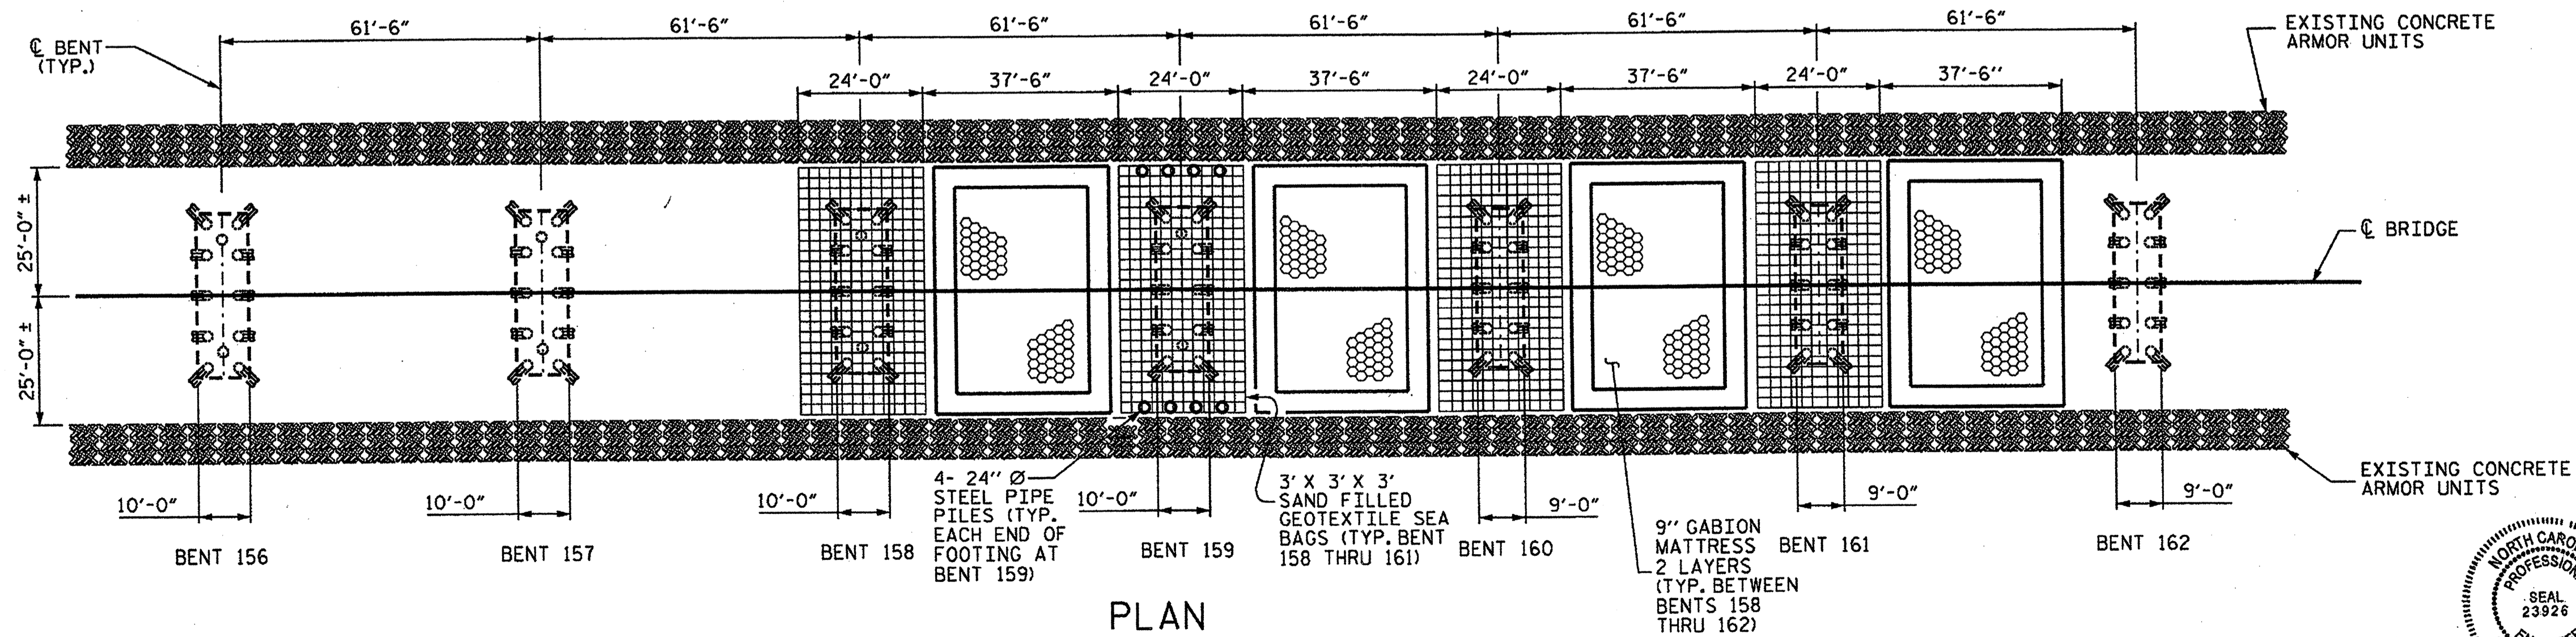 61'-6" 61'-6" 61'-6" 61'-6" 61'-6" 61'-6"
℄ BENT
(TYP.)
EXISTING CONCRETE
ARMOR UNITS
24'-0" 37'-6" 24'-0" 37'-6" 24'-0" 37'-6" 24'-0" 37'-6''
25'-0" ±
25'-0" ±
℄ BRIDGE
EXISTING CONCRETE
ARMOR UNITS
10'-0" 10'-0" 10'-0" 10'-0" 9'-0" 9'-0" 9'-0"
BENT 156
BENT 157
BENT 158
4- 24'' Ø
STEEL PIPE
PILES (TYP.
EACH END OF
FOOTING AT
BENT 159)
BENT 159
3' X 3' X 3'
SAND FILLED
GEOTEXTILE SEA
BAGS (TYP. BENT
158 THRU 161)
BENT 160
9'' GABION
MATTRESS
2 LAYERS
(TYP. BETWEEN
BENTS 158
THRU 162)
BENT 161
BENT 162
PLAN
NORTH CARO
PROFESSION
SEAL
23926